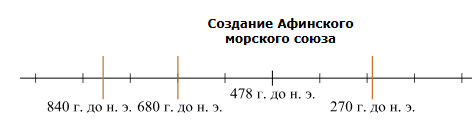 Создание Афинского
морского союза
478 г. до н. э.
840 г. до н. э. 680 г. до н. э. 270 г. до н. э.